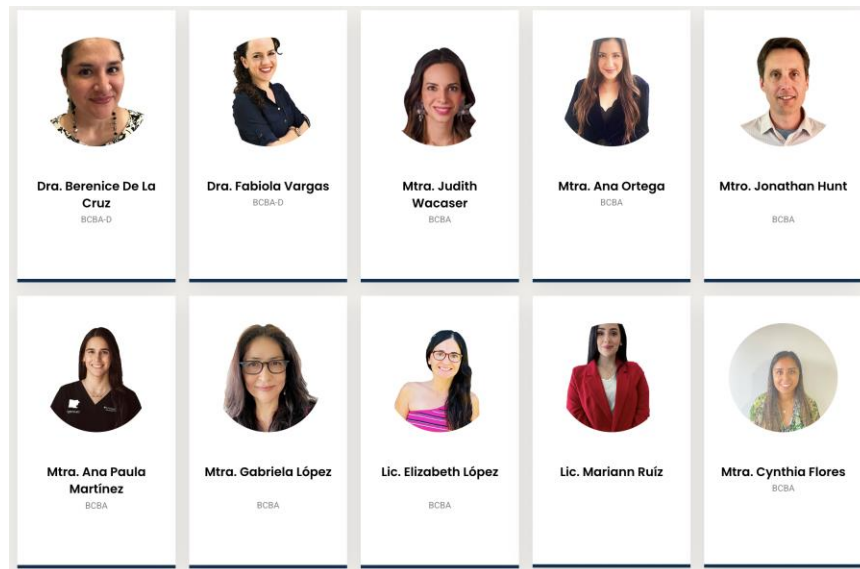 Dra. Berenice De La
Cruz
BCBA-D
Dra. Fabiola Vargas
BCBA-D
Mtra. Judith
Wacaser
BCBA
Mtra. Ana Ortega
BCBA
Mtro. Jonathan Hunt
BCBA
Mtra. Ana Paula
Martínez
BCBA
Mtra. Gabriela López
BCBA
Lic. Elizabeth López
BCBA
Lic. Mariann Ruíz
Mtra. Cynthia Flores
BCBA